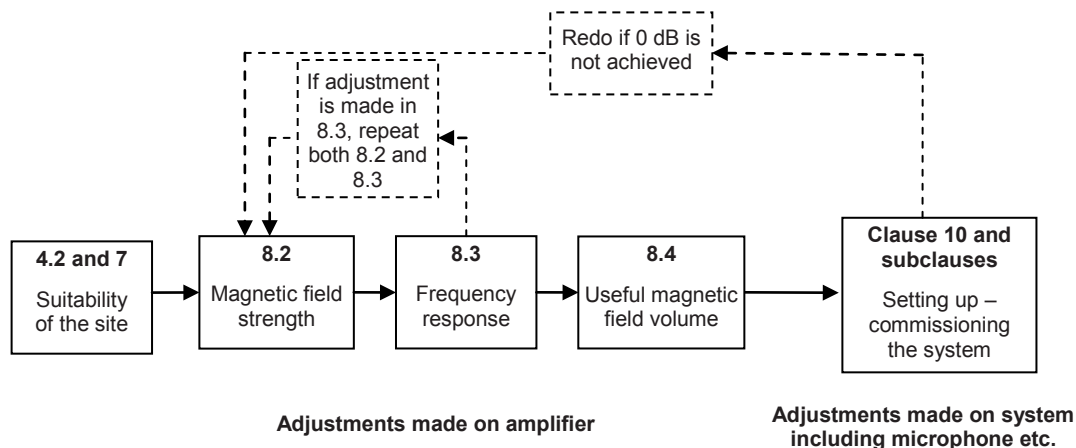 Redo if 0 dB is
not achieved
If adjustment
is made in
8.3, repeat
both 8.2 and
8.3
4.2 and 7
Suitability
of the site
8.2
Magnetic field
strength
8.3
Frequency
response
8.4
Useful magnetic
field volume
Clause 10 and
subclauses
Setting up –
commissioning
the system
Adjustments made on amplifier
Adjustments made on system
including microphone etc.